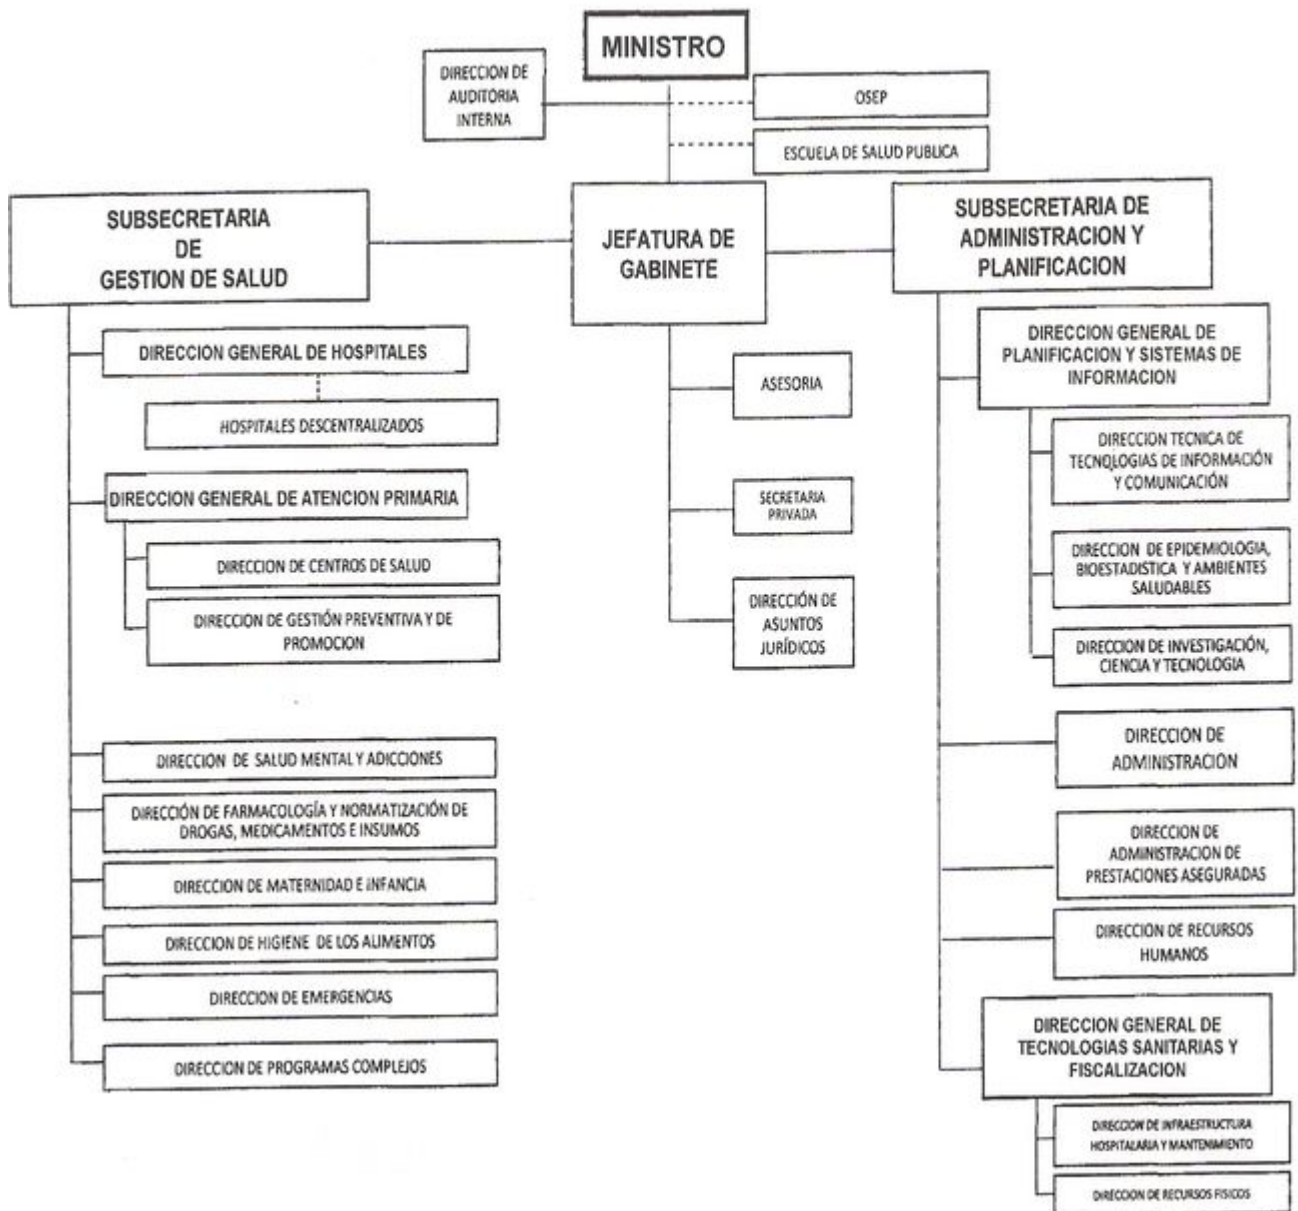 MINISTRO
DIRECCION DE
AUDITORIA
INTERNA
OSEP
ESCUELA DE SALUD PUBLICA
SUBSECRETARIA
DE
GESTION DE SALUD
JEFATURA DE
GABINETE
SUBSECRETARIA DE
ADMINISTRACION Y
PLANIFICACION
DIRECCION GENERAL DE HOSPITALES
HOSPITALES DESCENTRALIZADOS
DIRECCION GENERAL DE ATENCION PRIMARIA
DIRECCION DE CENTROS DE SALUD
DIRECCION DE GESTIÓN PREVENTIVA Y DE
PROMOCION
DIRECCION DE SALUD MENTAL Y ADICCIONES
DIRECCIÓN DE FARMACOLOGÍA Y NORMATIZACIÓN DE
DROGAS, MEDICAMENTOS E INSUMOS
DIRECCION DE MATERNIDAD E INFANCIA
DIRECCION DE HIGIENE DE LOS ALIMENTOS
DIRECCION DE EMERGENCIAS
DIRECCION DE PROGRAMAS COMPLEJOS
ASESORIA
SECRETARIA
PRIVADA
DIRECCIÓN DE
ASUNTOS
JURÍDICOS
DIRECCION GENERAL DE
PLANIFICACION Y SISTEMAS DE
INFORMACION
DIRECCION TECNICA DE
TECNOLOGIAS DE INFORMACIÓN
Y COMUNICACIÓN
DIRECCION DE EPIDEMIOLOGIA,
BIOESTADISTICA Y AMBIENTES
SALUDABLES
DIRECCION DE INVESTIGACIÓN,
CIENCIA Y TECNOLOGIA
DIRECCION DE
ADMINISTRACIÓN
DIRECCION DE
ADMINISTRACION DE
PRESTACIONES ASEGURADAS
DIRECCION DE RECURSOS
HUMANOS
DIRECCION GENERAL DE
TECNOLOGIAS SANITARIAS Y
FISCALIZACION
DIRECCION DE INFRAESTRUCTURA
HOSPITALARIA Y MANTENIMIENTO
DIRECCION DE RECURSOS FISICOS